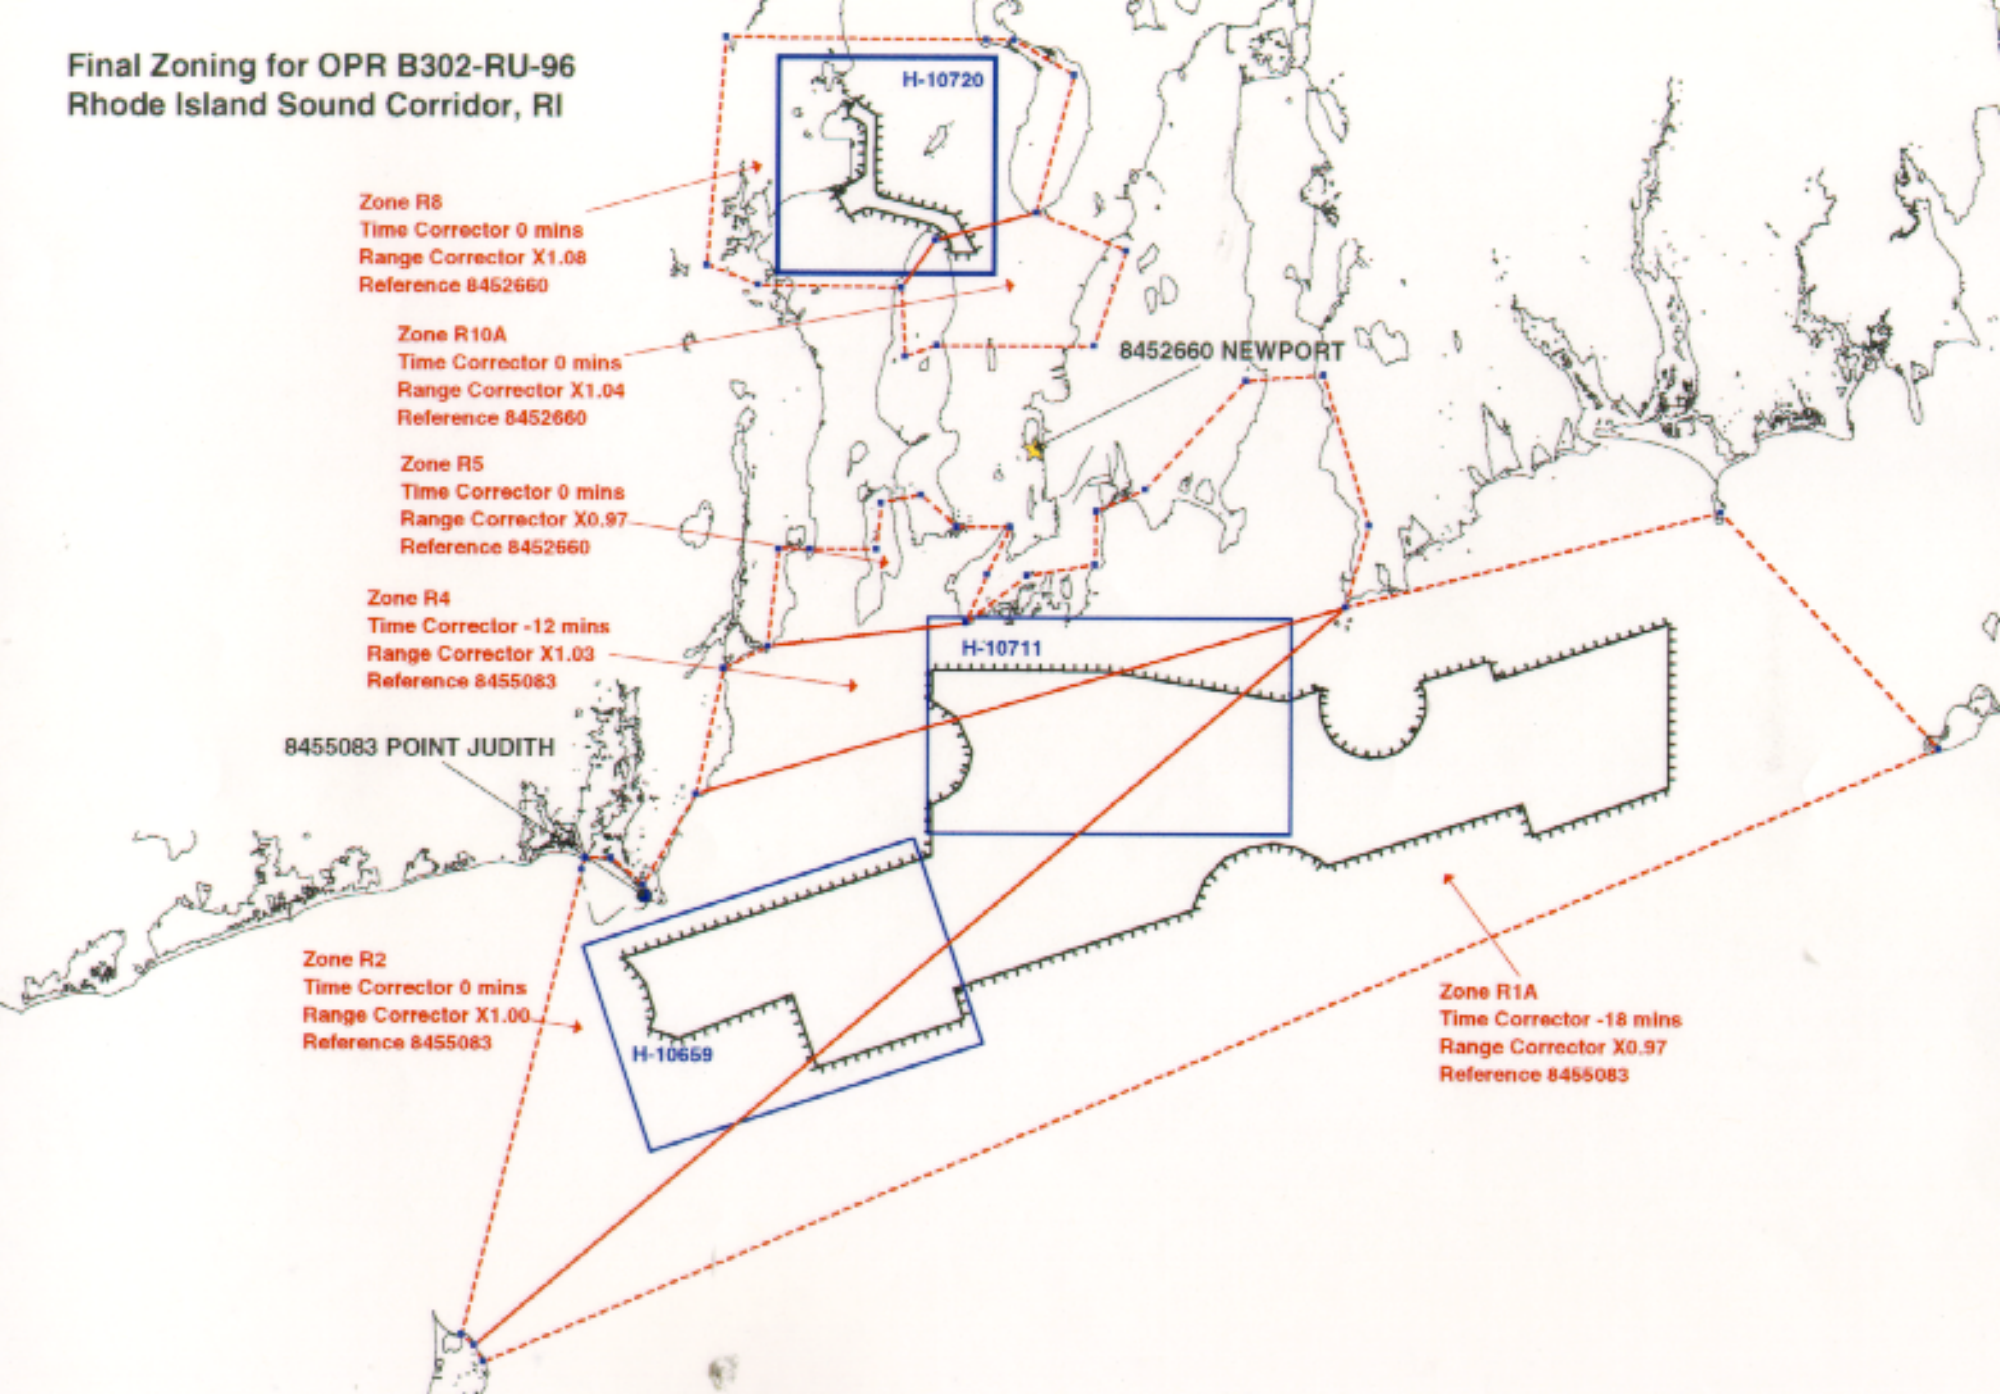 Final Zoning for OPR B302-RU-96
Rhode Island Sound Corridor, RI
H-10720
Zone R8
Time Corrector 0 mins
Range Corrector X1.08
Reference 8452660
Zone R10A
Time Corrector 0 mins
Range Corrector X1.04
Reference 8452660
8452660 NEWPORT
Zone R5
Time Corrector 0 mins
Range Corrector X0.97
Reference 8452660
Zone R4
Time Corrector -12 mins
Range Corrector X1.03
Reference 8455083
H-10711
8455083 POINT JUDITH
Zone R2
Time Corrector 0 mins
Range Corrector X1.00
Reference 8455083
H-10659
Zone R1A
Time Corrector -18 mins
Range Corrector X0.97
Reference 8455083